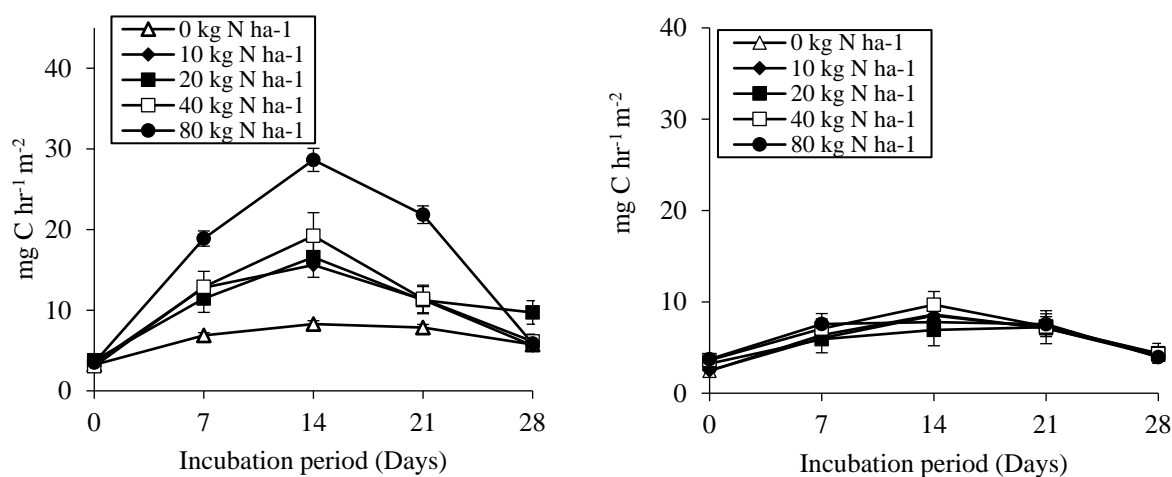 0 kg N ha-1
10 kg N ha-1
20 kg N ha-1
40 kg N ha-1
80 kg N ha-1
mg C hr-1 m-2
40
30
20
10
0
0 7 14 21 28
Incubation period (Days)
0 kg N ha-1
10 kg N ha-1
20 kg N ha-1
40 kg N ha-1
80 kg N ha-1
mg C hr-1 m-2
40
30
20
10
0
0 7 14 21 28
Incubation period (Days)